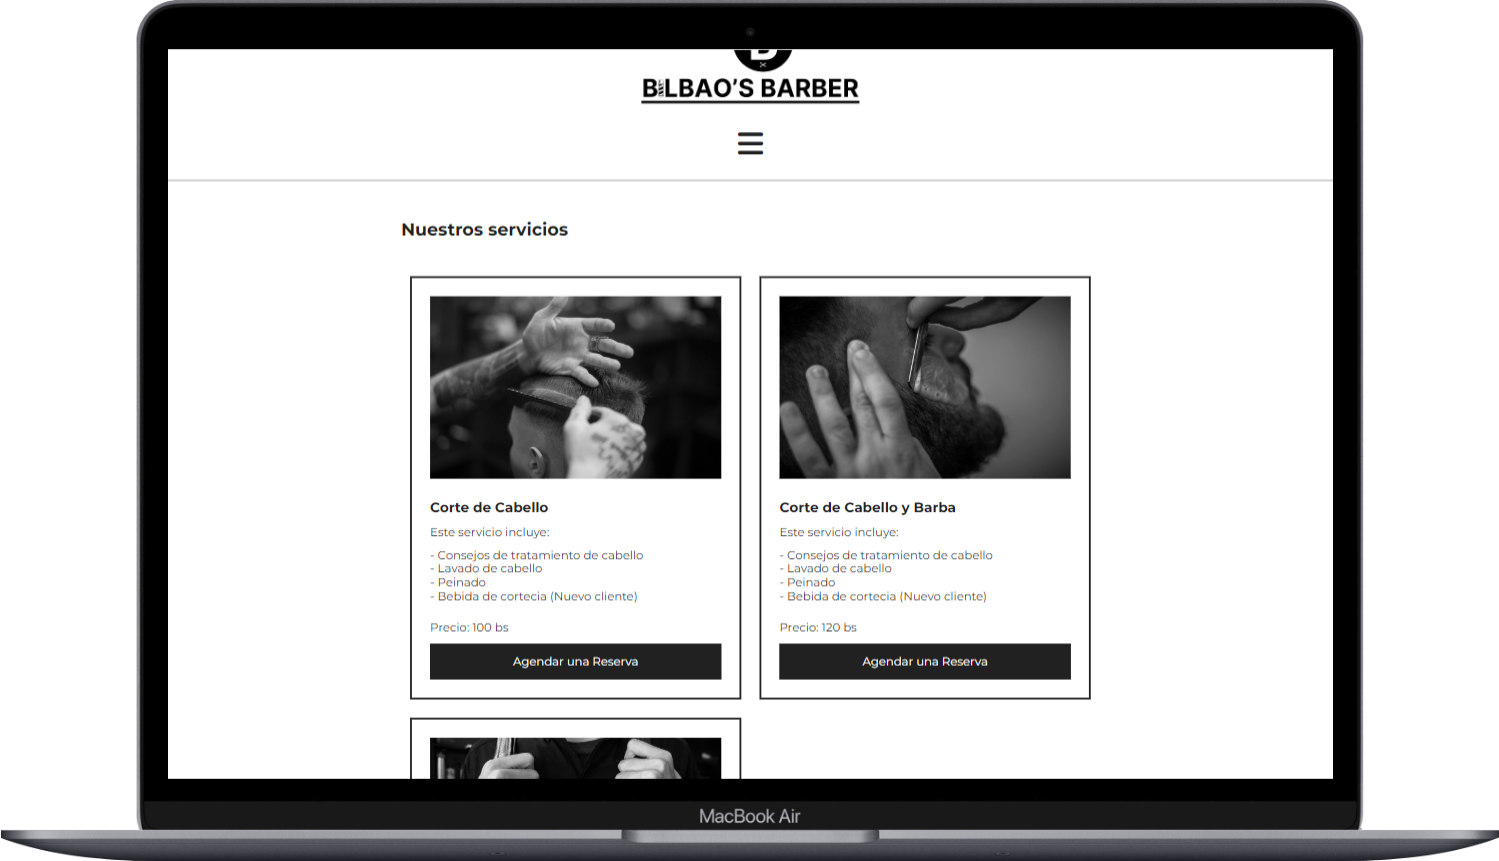 BILBAO'S BARBER
Nuestros servicios
Corte de Cabello
Este servicio incluye:
- Consejos de tratamiento de cabello
- Lavado de cabello
- Peinado
- Bebida de cortecia (Nuevo cliente)
Precio: 100 bs
Agendar una Reserva
Corte de Cabello y Barba
Este servicio incluye:
- Consejos de tratamiento de cabello
- Lavado de cabello
- Peinado
- Bebida de cortecia (Nuevo cliente)
Precio: 120 bs
Agendar una Reserva
MacBook Air